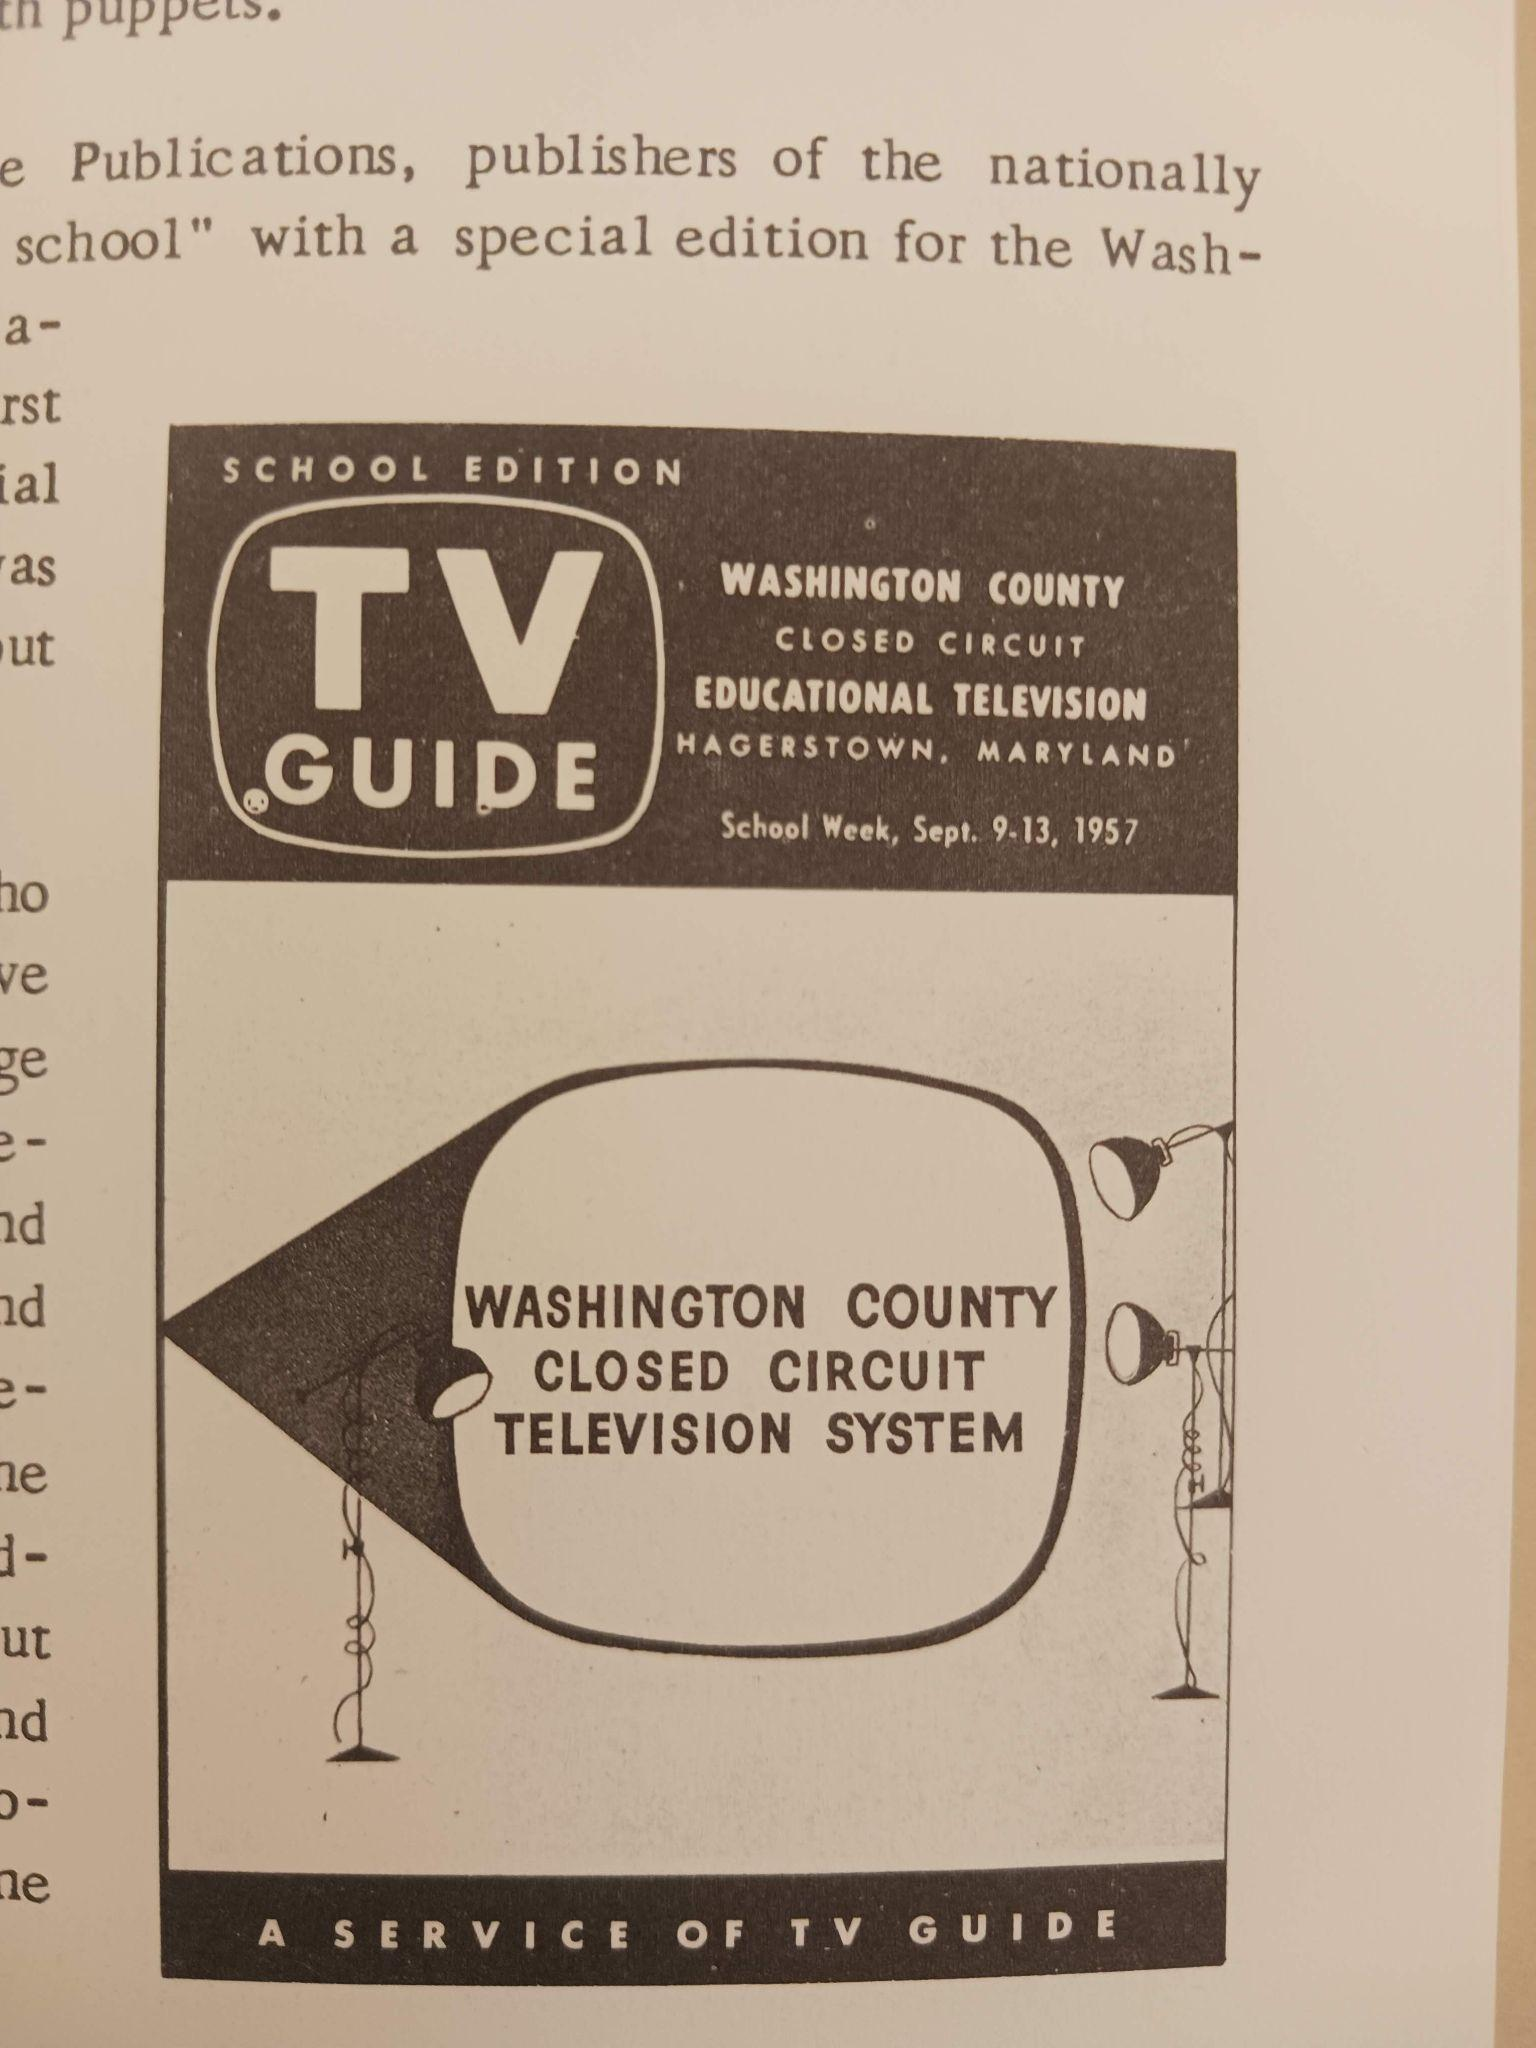 puppets.
e Publications, publishers of the nationally
school" with a special edition for the Wash-
a-
rst
ial
as
out
SCHOOL EDITION
TV
GUIDE
WASHINGTON COUNTY
CLOSED CIRCUIT
EDUCATIONAL TELEVISION
HAGERSTOWN, MARYLAND
School Week, Sept. 9-13, 1957
ho
ve
ge
e-
nd
nd
e-
ne
d-
ut
nd
o-
ne
WASHINGTON COUNTY
CLOSED CIRCUIT
TELEVISION SYSTEM
A SERVICE OF TV GUIDE